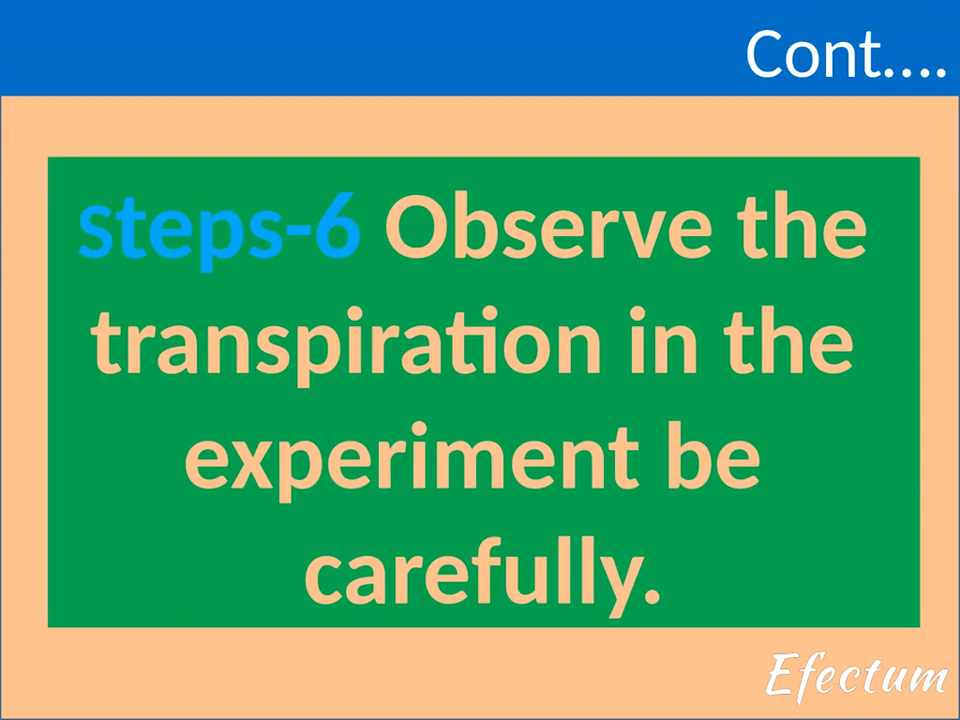 Cont….
Steps-6 Observe the
transpiration in the
experiment be
carefully.
Efectum